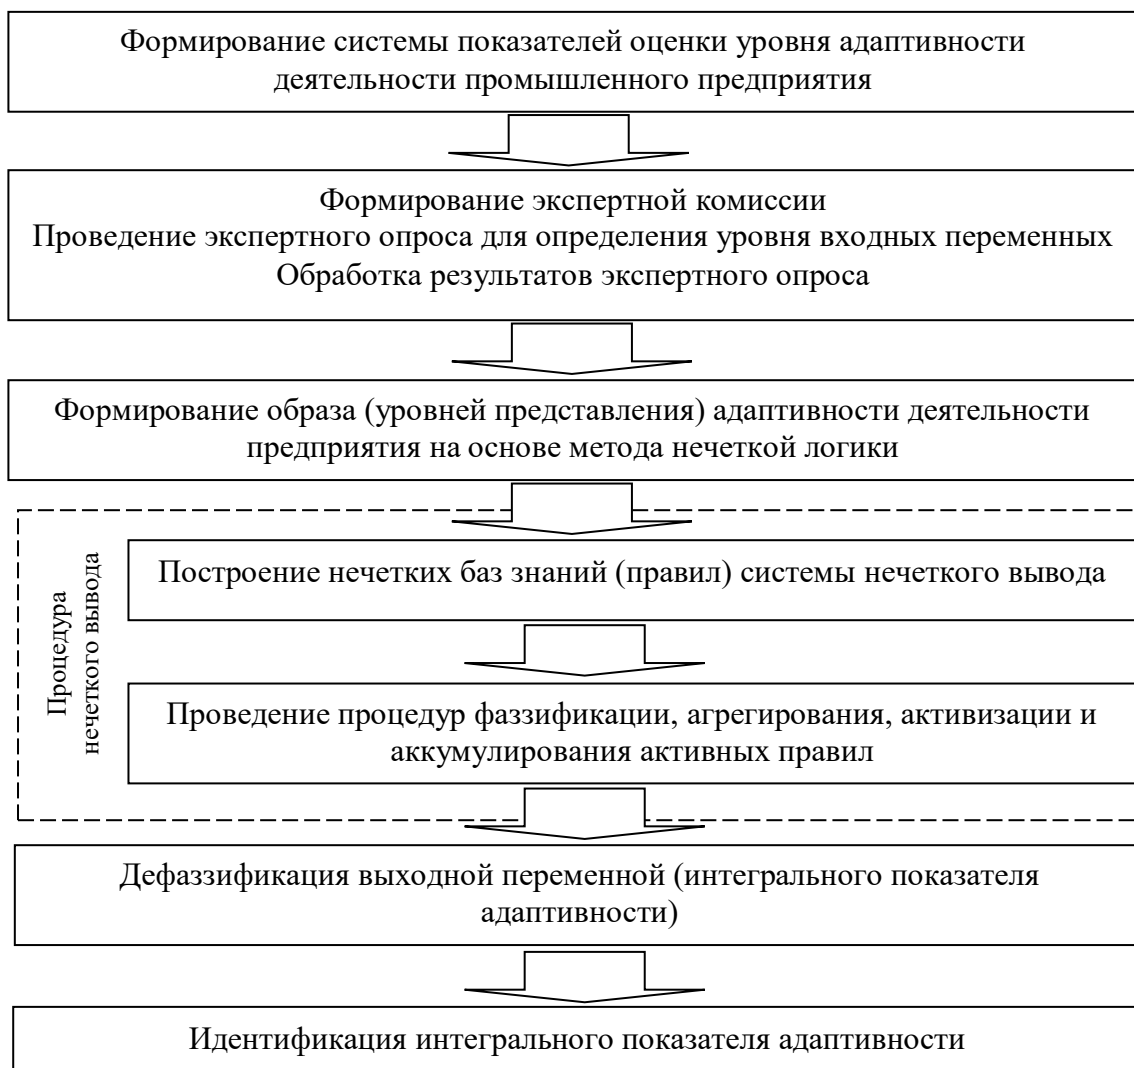 Формирование системы показателей оценки уровня адаптивности
деятельности промышленного предприятия
Формирование экспертной комиссии
Проведение экспертного опроса для определения уровня входных переменных
Обработка результатов экспертного опроса
Формирование образа (уровней представления) адаптивности деятельности
предприятия на основе метода нечеткой логики
Процедура
нечеткого вывода
Построение нечетких баз знаний (правил) системы нечеткого вывода
Проведение процедур фаззификации, агрегирования, активизации и
аккумулирования активных правил
Дефаззификация выходной переменной (интегрального показателя
адаптивности)
Идентификация интегрального показателя адаптивности